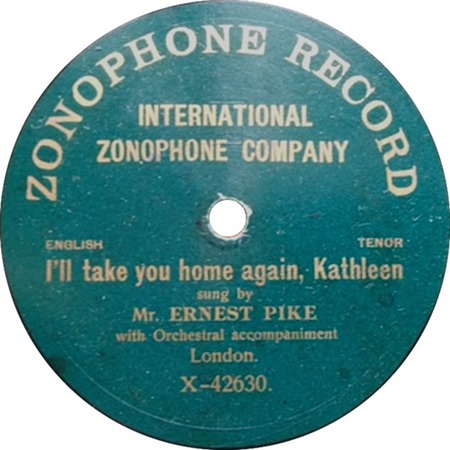 ZONOPHONE RECORD
INTERNATIONAL
ZONOPHONE COMPANY
ENGLISH TENOR
I'll take you home again, Kathleen
sung by
Mr. ERNEST PIKE
with Orchestral accompaniment
London.
X-42630.